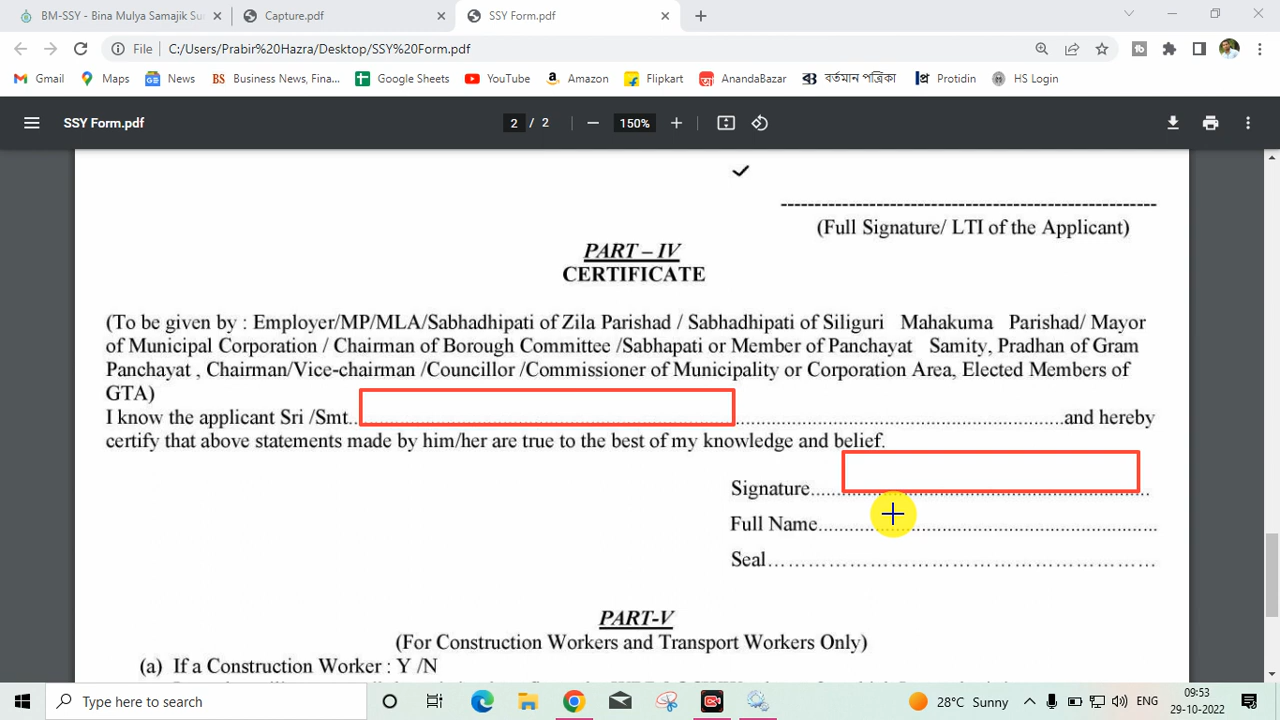 BM-SSY - Bina Mulya Samajik Sur
Capture.pdf
SSY Form.pdf
File
C:/Users/Prabir%20Hazra/Desktop/SSY%20Form.pdf
Gmail
Maps
News
BS Business News, Fina...
Google Sheets
YouTube
Amazon
Flipkart
AnandaBazar
বর্তমান পত্রিকা
Protidin
HS Login
SSY Form.pdf
2 / 2
150%
(Full Signature/ LTI of the Applicant)
PART – IV
CERTIFICATE
(To be given by : Employer/MP/MLA/Sabhadhipati of Zila Parishad / Sabhadhipati of Siliguri Mahakuma Parishad/ Mayor
of Municipal Corporation / Chairman of Borough Committee /Sabhapati or Member of Panchayat Samity, Pradhan of Gram
Panchayat , Chairman/Vice-chairman /Councillor /Commissioner of Municipality or Corporation Area, Elected Members of
GTA)
I know the applicant Sri /Smt..............................and hereby
certify that above statements made by him/her are true to the best of my knowledge and belief.
Signature..............................
Full Name..............................
Seal..............................
PART-V
(For Construction Workers and Transport Workers Only)
(a) If a Construction Worker : Y /N
Type here to search
28°C Sunny
ENG
09:53
29-10-2022